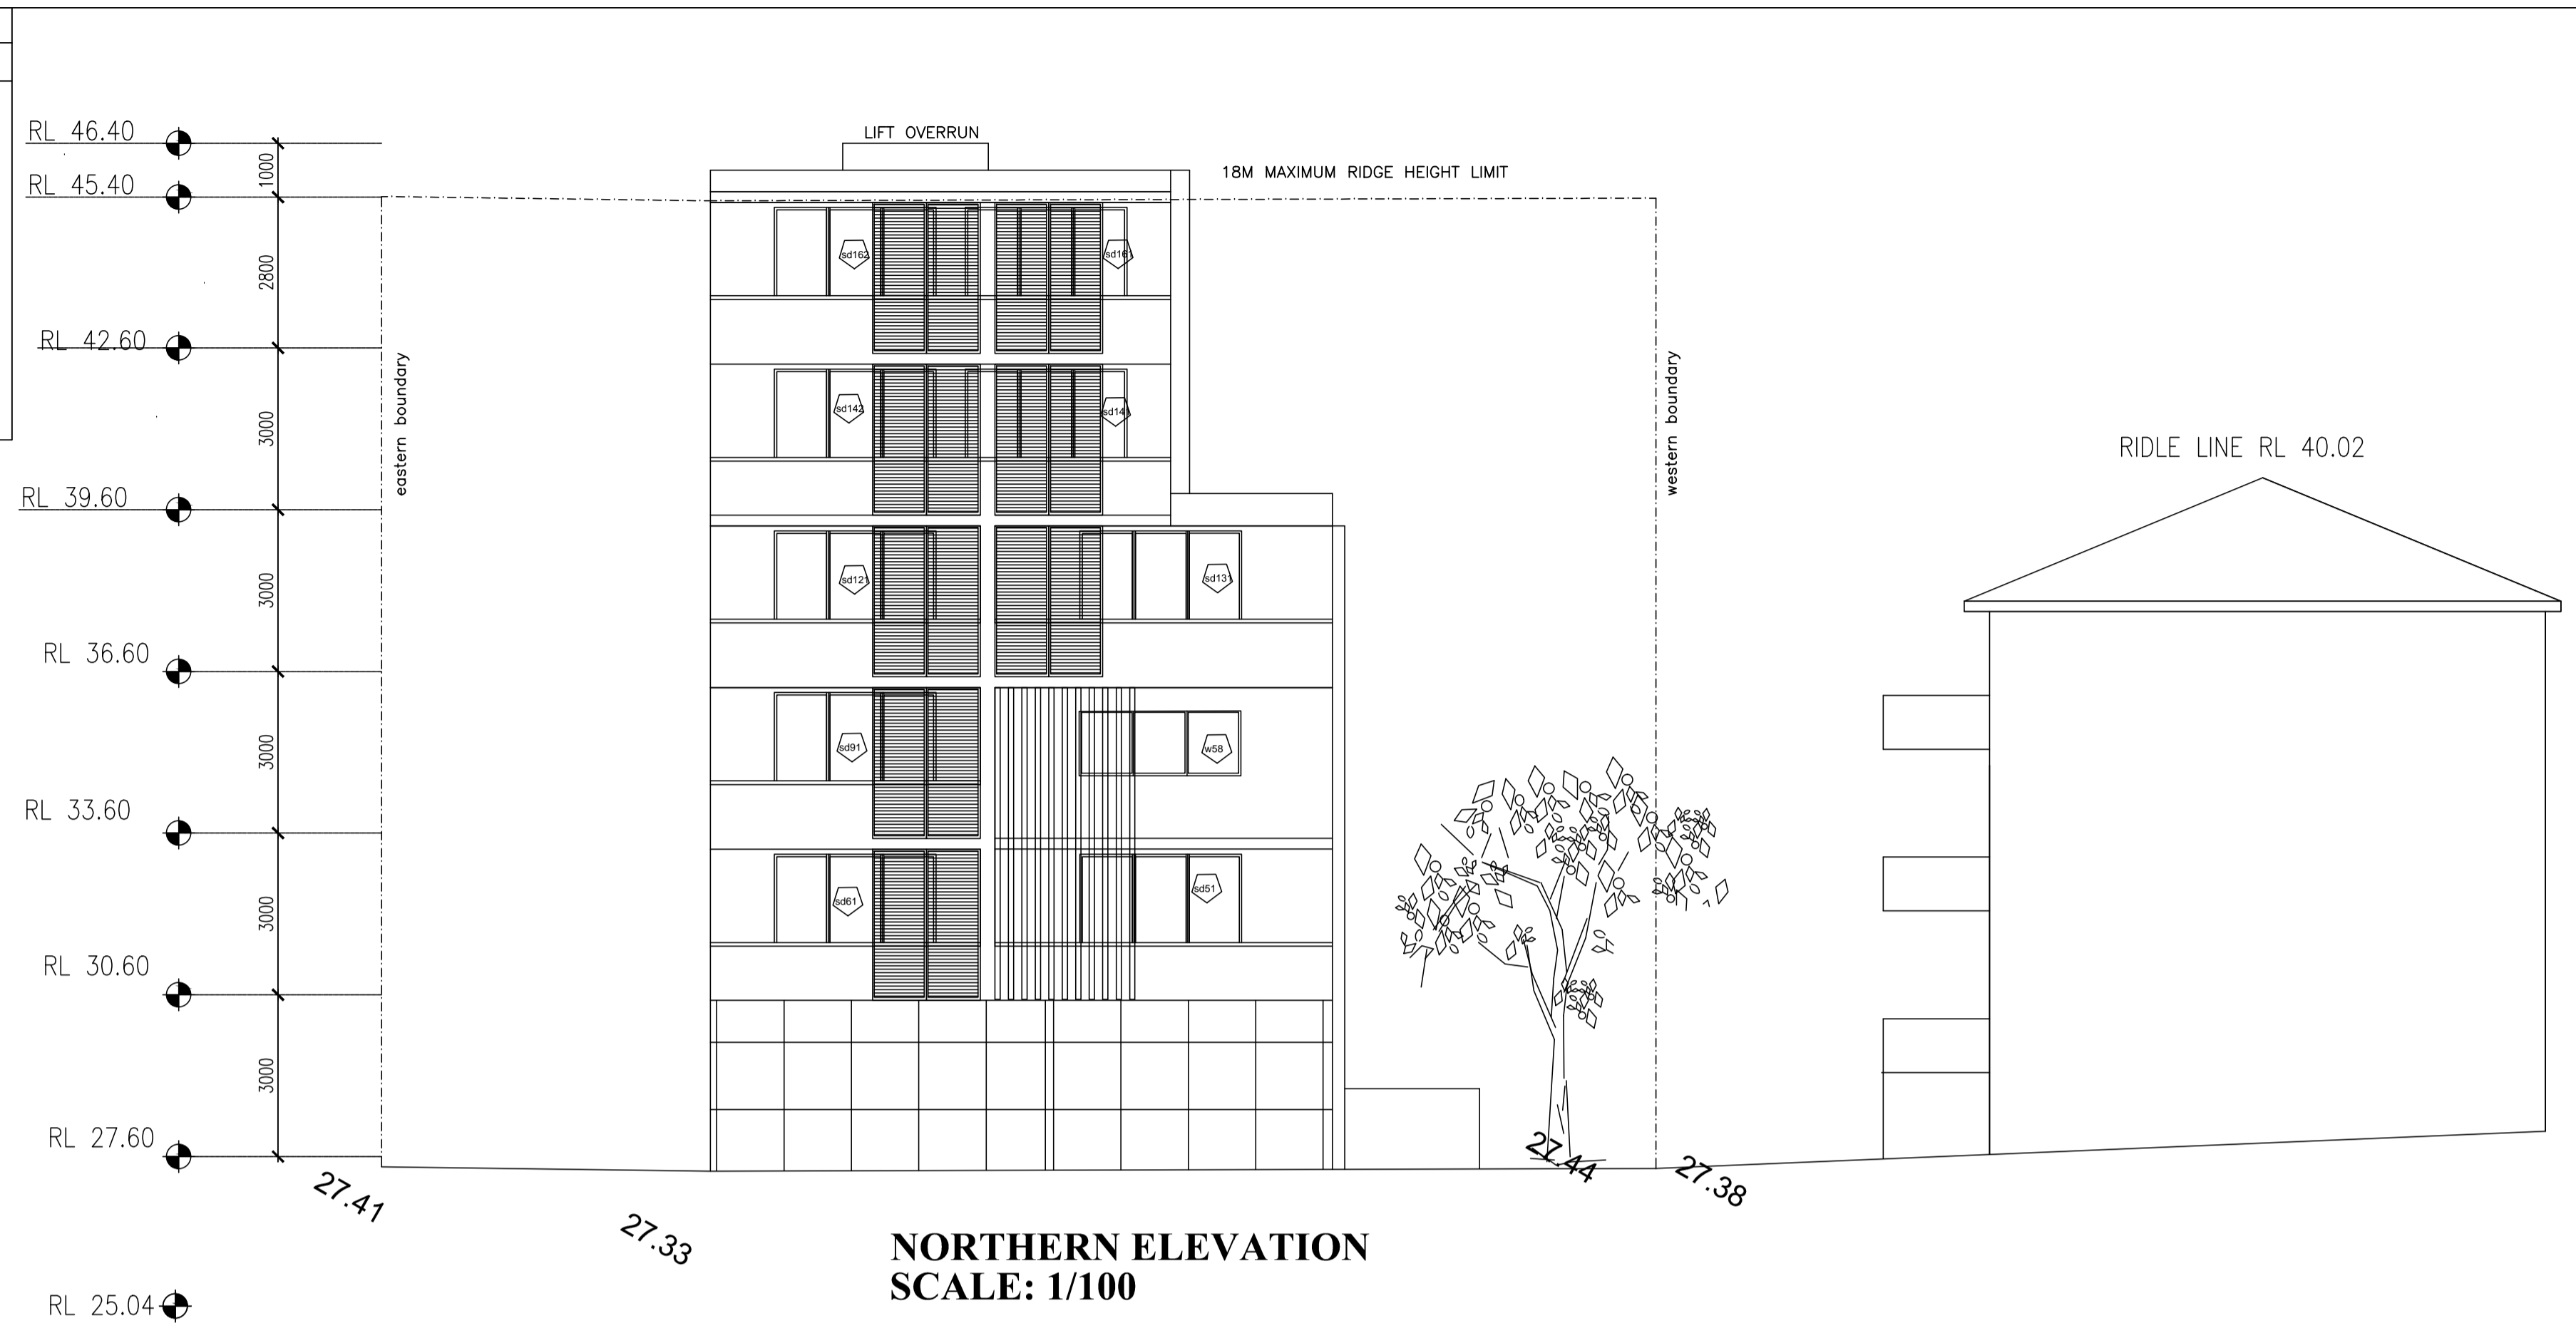 LIFT OVERRUN
18M MAXIMUM RIDGE HEIGHT LIMIT
RL 46.40
1000
RL 45.40
2800
RL 42.60
3000
RL 39.60
3000
RL 36.60
3000
RL 33.60
3000
RL 30.60
3000
RL 27.60
RL 25.04
eastern boundary
western boundary
sd162
sd161
sd142
sd141
sd121
sd131
sd91
w58
sd61
sd51
RIDLE LINE RL 40.02
27.41
27.33
27.44
27.38
NORTHERN ELEVATION
SCALE: 1/100